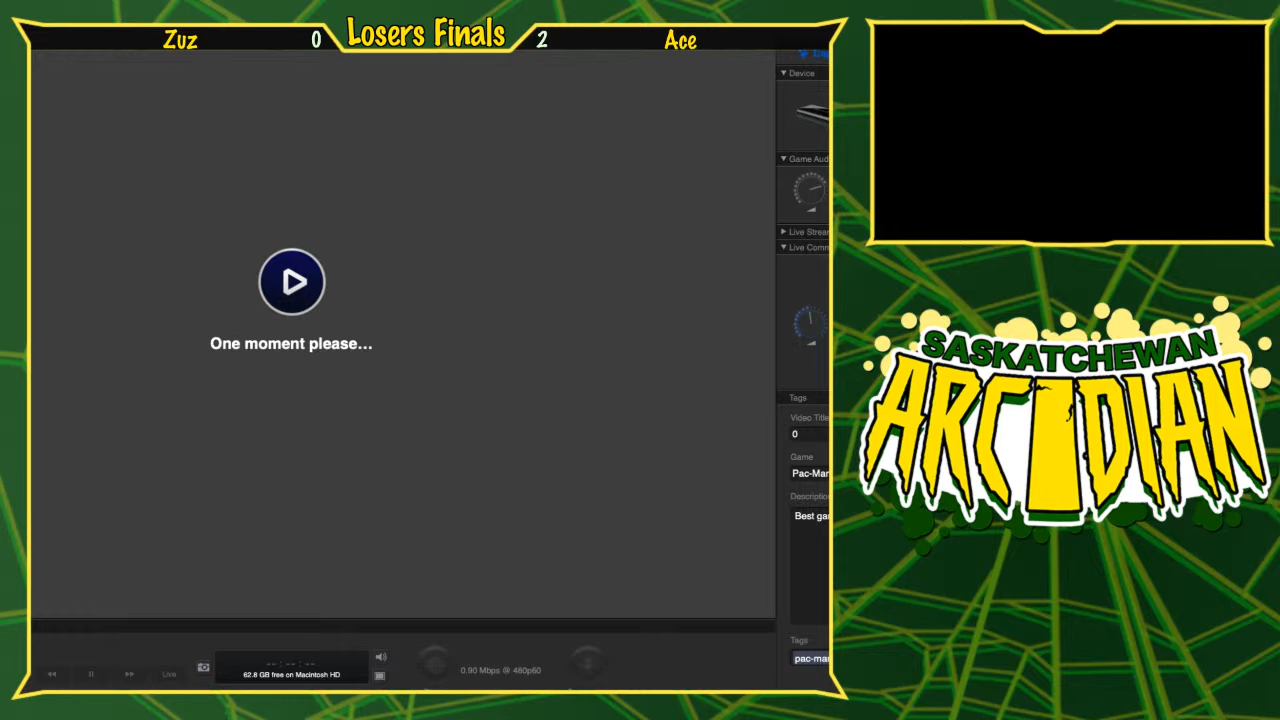 Zuz 0 Losers Finals 2 Ace
Device
Game Aud
Live Strea
Live Comm
One moment please...
Tags
Video Title
0
Game
Pac-Man
Description
Best ga
Tags
pac-ma
-- : -- : --
62.8 GB free on Macintosh HD
Live
0.90 Mbps @ 480p60
SASKATCHEWAN
ARCADIAN